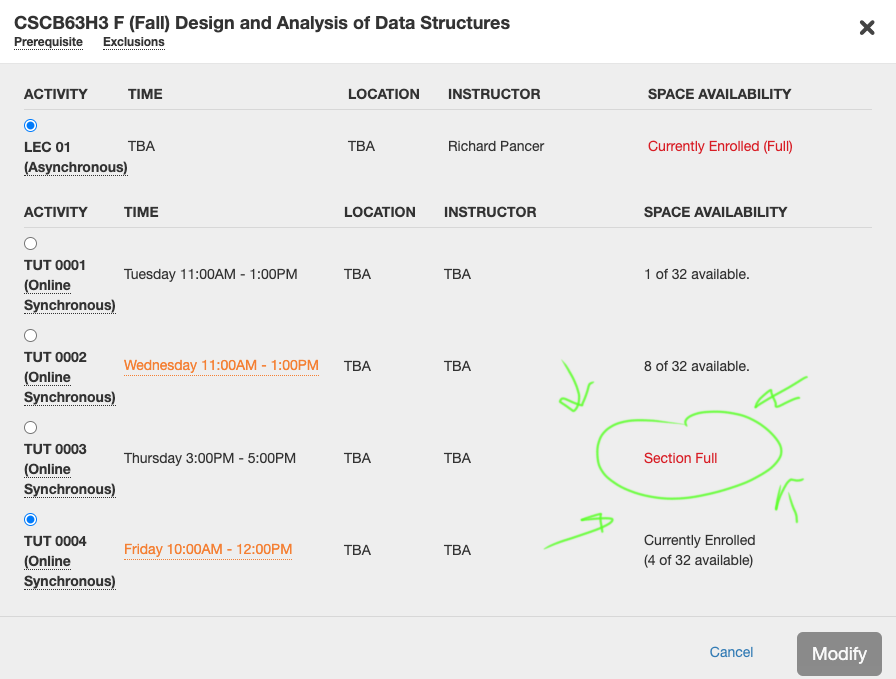 CSCB63H3 F (Fall) Design and Analysis of Data Structures
Prerequisite Exclusions
ACTIVITY TIME LOCATION INSTRUCTOR SPACE AVAILABILITY
LEC 01 TBA TBA Richard Pancer Currently Enrolled (Full)
(Asynchronous)
ACTIVITY TIME LOCATION INSTRUCTOR SPACE AVAILABILITY
TUT 0001
(Online Tuesday 11:00AM - 1:00PM TBA TBA 1 of 32 available.
Synchronous)
TUT 0002
(Online Wednesday 11:00AM - 1:00PM TBA TBA 8 of 32 available.
Synchronous)
TUT 0003
(Online Thursday 3:00PM - 5:00PM TBA TBA Section Full
Synchronous)
TUT 0004 Currently Enrolled
(Online Friday 10:00AM - 12:00PM TBA TBA (4 of 32 available)
Synchronous)
Cancel Modify